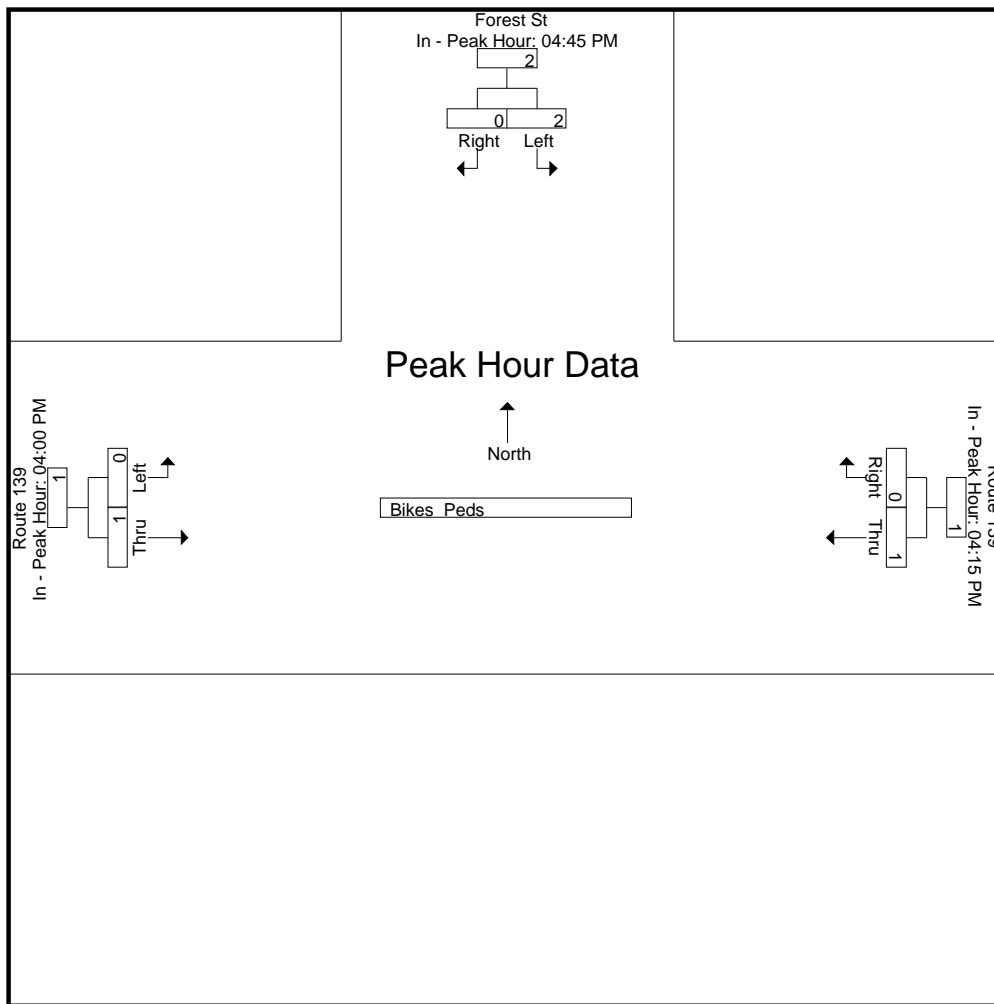 Forest St
In - Peak Hour: 04:45 PM
2
0 2
Right Left
Peak Hour Data
North
Bikes Peds
Route 139
In - Peak Hour: 04:00 PM
1
0 1
Left Thru
Route 139
In - Peak Hour: 04:15 PM
1
0 1
Right Thru